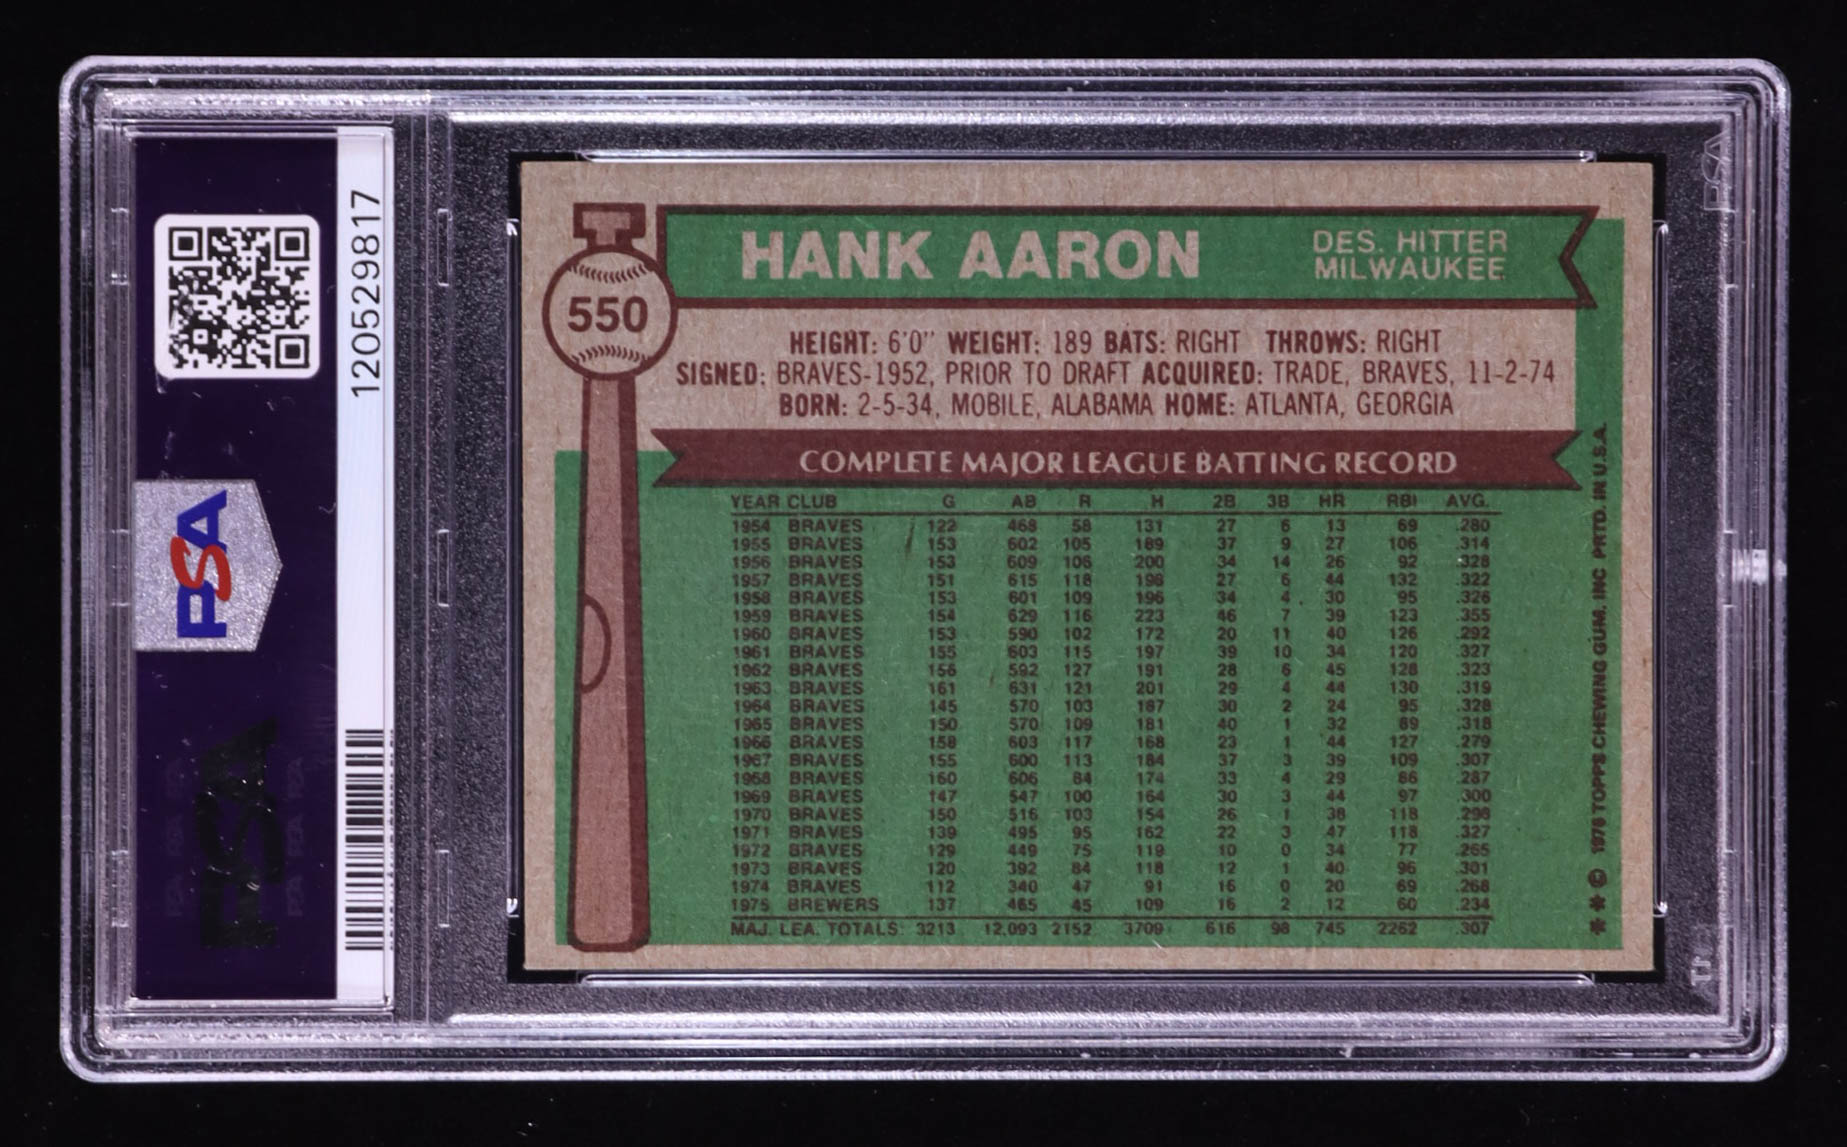 120529817
PSA
PSA
HANK AARON
DES. HITTER
MILWAUKEE
550
HEIGHT: 6'0" WEIGHT: 189 BATS: RIGHT THROWS: RIGHT
SIGNED: BRAVES-1952, PRIOR TO DRAFT ACQUIRED: TRADE, BRAVES, 11-2-74
BORN: 2-5-34, MOBILE, ALABAMA HOME: ATLANTA, GEORGIA
COMPLETE MAJOR LEAGUE BATTING RECORD
YEAR CLUB G AB R H 2B 3B HR RBI AVG.
1954 BRAVES 122 468 58 131 27 6 13 69 .280
1955 BRAVES 153 602 105 189 37 9 27 106 .314
1956 BRAVES 153 609 106 200 34 14 26 92 .328
1957 BRAVES 151 615 118 198 27 6 44 132 .322
1958 BRAVES 153 601 109 196 34 4 30 95 .326
1959 BRAVES 154 629 116 223 46 7 39 123 .355
1960 BRAVES 153 590 102 172 20 11 40 126 .292
1961 BRAVES 155 603 115 197 39 10 34 120 .327
1962 BRAVES 156 592 127 191 28 6 45 128 .323
1963 BRAVES 161 631 121 201 29 4 44 130 .319
1964 BRAVES 145 570 103 187 30 2 24 95 .328
1965 BRAVES 150 570 109 181 40 1 32 89 .318
1966 BRAVES 158 603 117 168 23 1 44 127 .279
1967 BRAVES 155 600 113 184 37 3 39 109 .307
1968 BRAVES 160 606 84 174 33 4 29 86 .287
1969 BRAVES 147 547 100 164 30 3 44 97 .300
1970 BRAVES 150 516 103 154 26 1 38 118 .298
1971 BRAVES 139 495 95 162 22 3 47 118 .327
1972 BRAVES 129 449 75 119 10 0 34 77 .265
1973 BRAVES 120 392 84 118 12 1 40 96 .301
1974 BRAVES 112 340 47 91 16 0 20 69 .268
1975 BREWERS 137 465 45 109 16 2 12 60 .234
MAJ. LEA. TOTALS: 3213 12,093 2152 3709 616 98 745 2262 .307
***© 1976 TOPPS CHEWING GUM, INC PRTD. IN U.S.A.
PSA